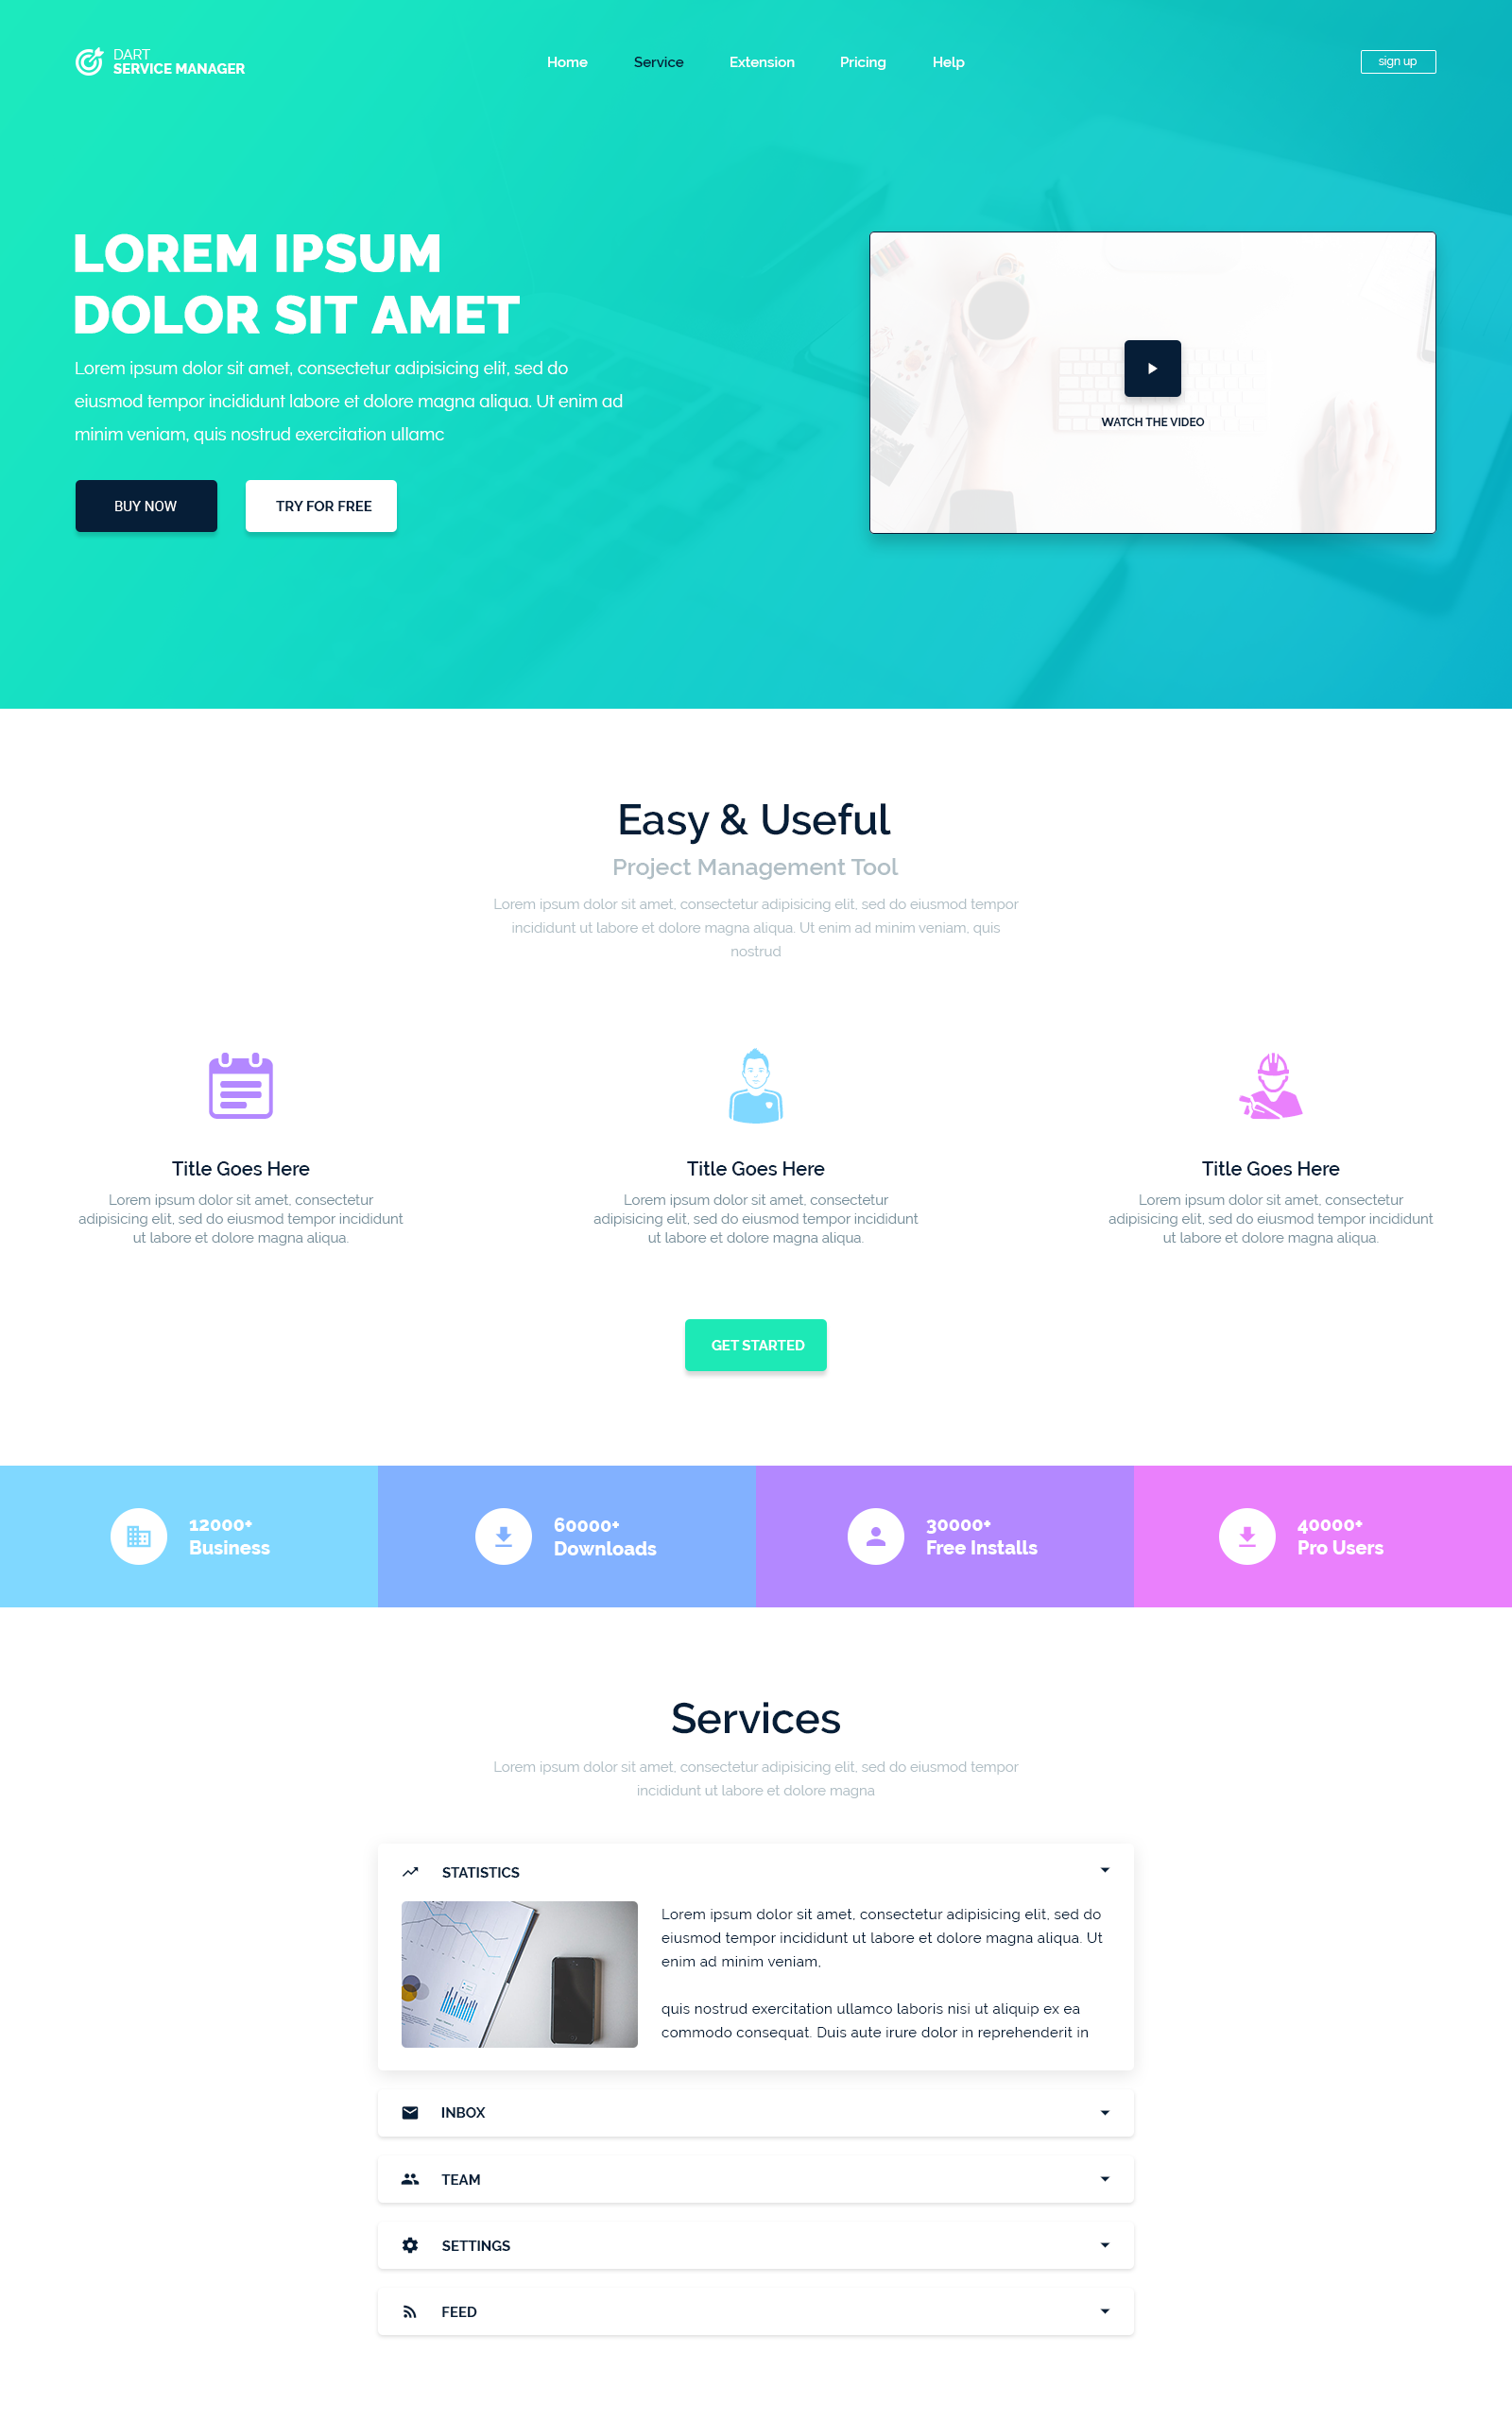 DART
SERVICE MANAGER
Home
Service
Extension
Pricing
Help
sign up
LOREM IPSUM
DOLOR SIT AMET
Lorem ipsum dolor sit amet, consectetur adipisicing elit, sed do
eiusmod tempor incididunt labore et dolore magna aliqua. Ut enim ad
minim veniam, quis nostrud exercitation ullamc
BUY NOW
TRY FOR FREE
WATCH THE VIDEO
Easy & Useful
Project Management Tool
Lorem ipsum dolor sit amet, consectetur adipisicing elit, sed do eiusmod tempor
incididunt ut labore et dolore magna aliqua. Ut enim ad minim veniam, quis
nostrud
Title Goes Here
Lorem ipsum dolor sit amet, consectetur
adipisicing elit, sed do eiusmod tempor incididunt
ut labore et dolore magna aliqua.
Title Goes Here
Lorem ipsum dolor sit amet, consectetur
adipisicing elit, sed do eiusmod tempor incididunt
ut labore et dolore magna aliqua.
Title Goes Here
Lorem ipsum dolor sit amet, consectetur
adipisicing elit, sed do eiusmod tempor incididunt
ut labore et dolore magna aliqua.
GET STARTED
12000+
Business
60000+
Downloads
30000+
Free Installs
40000+
Pro Users
Services
Lorem ipsum dolor sit amet, consectetur adipisicing elit, sed do eiusmod tempor
incididunt ut labore et dolore magna
STATISTICS
Lorem ipsum dolor sit amet, consectetur adipisicing elit, sed do
eiusmod tempor incididunt ut labore et dolore magna aliqua. Ut
enim ad minim veniam,
quis nostrud exercitation ullamco laboris nisi ut aliquip ex ea
commodo consequat. Duis aute irure dolor in reprehenderit in
INBOX
TEAM
SETTINGS
FEED